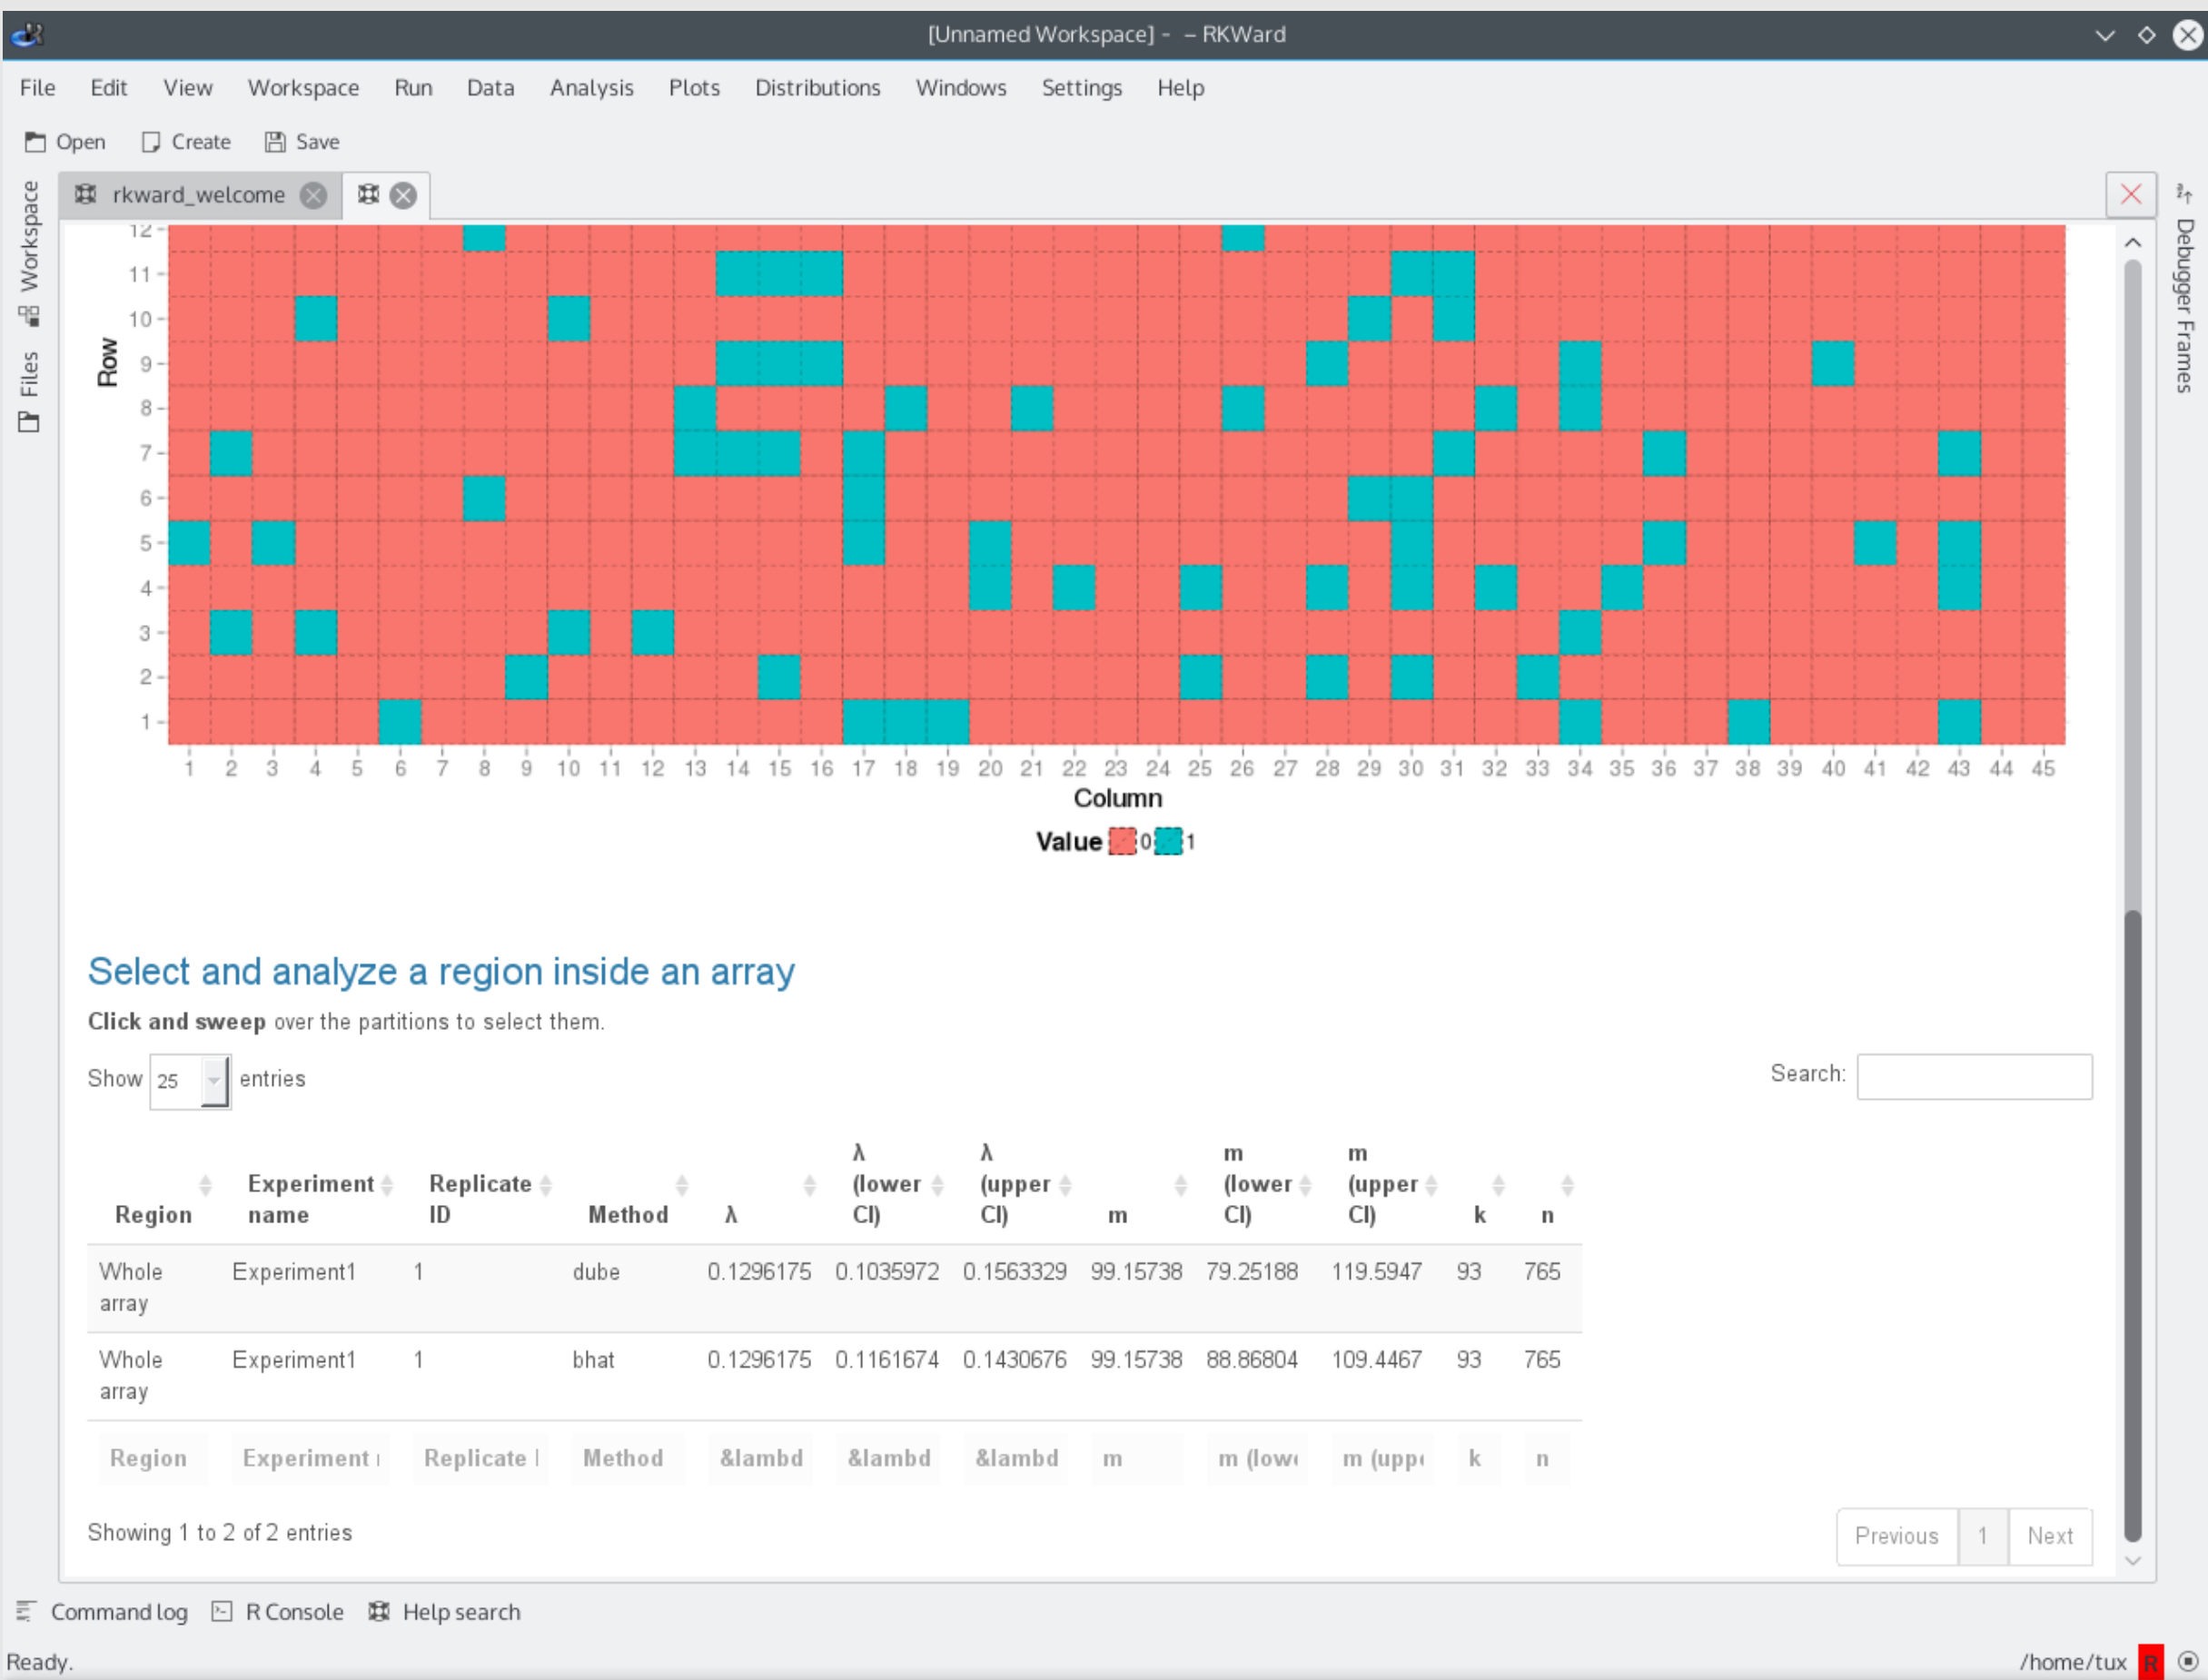 [Unnamed Workspace] - – RKWard
File Edit View Workspace Run Data Analysis Plots Distributions Windows Settings Help
Open Create Save
Workspace
Files
rkward_welcome
Debugger Frames
Row
12
11
10
9
8
7
6
5
4
3
2
1
1 2 3 4 5 6 7 8 9 10 11 12 13 14 15 16 17 18 19 20 21 22 23 24 25 26 27 28 29 30 31 32 33 34 35 36 37 38 39 40 41 42 43 44 45
Column
Value 0 1
Select and analyze a region inside an array
Click and sweep over the partitions to select them.
Show 25 entries
Search:
Region Experiment name Replicate ID Method λ λ (lower CI) λ (upper CI) m m (lower CI) m (upper CI) k n
Whole array Experiment1 1 dube 0.1296175 0.1035972 0.1563329 99.15738 79.25188 119.5947 93 765
Whole array Experiment1 1 bhat 0.1296175 0.1161674 0.1430676 99.15738 88.86804 109.4467 93 765
Region Experiment Replicate Method &lambd &lambd &lambd m m (low m (upp k n
Showing 1 to 2 of 2 entries
Previous 1 Next
Command log R Console Help search
Ready.
/home/tux R